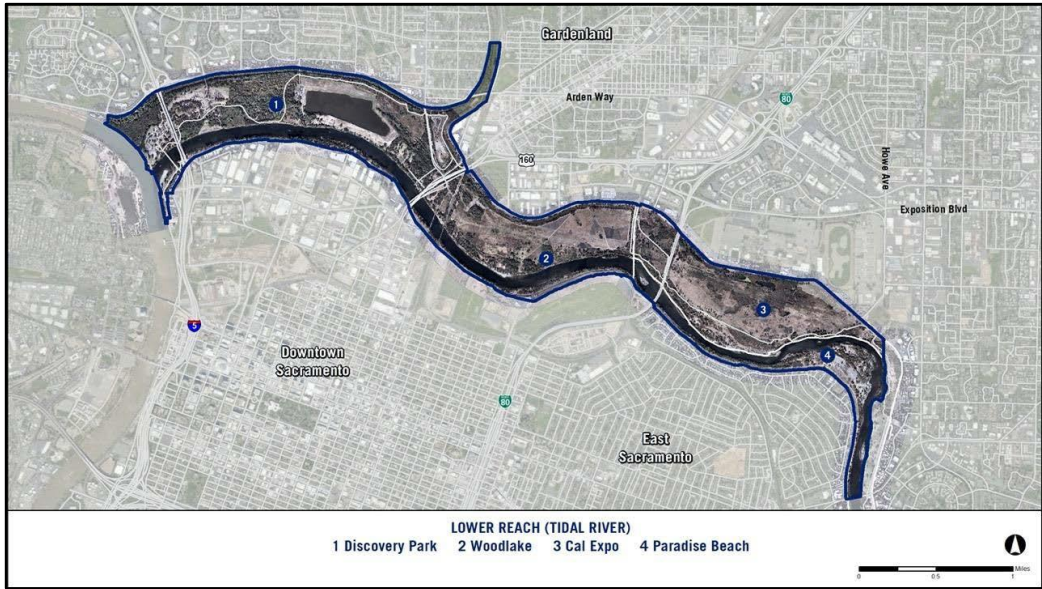 Gardenland
1
Arden Way
80
160
Howe Ave
Exposition Blvd
2
3
5
4
Downtown
Sacramento
80
East
Sacramento
LOWER REACH (TIDAL RIVER)
1 Discovery Park 2 Woodlake 3 Cal Expo 4 Paradise Beach
Miles
0 0.5 1